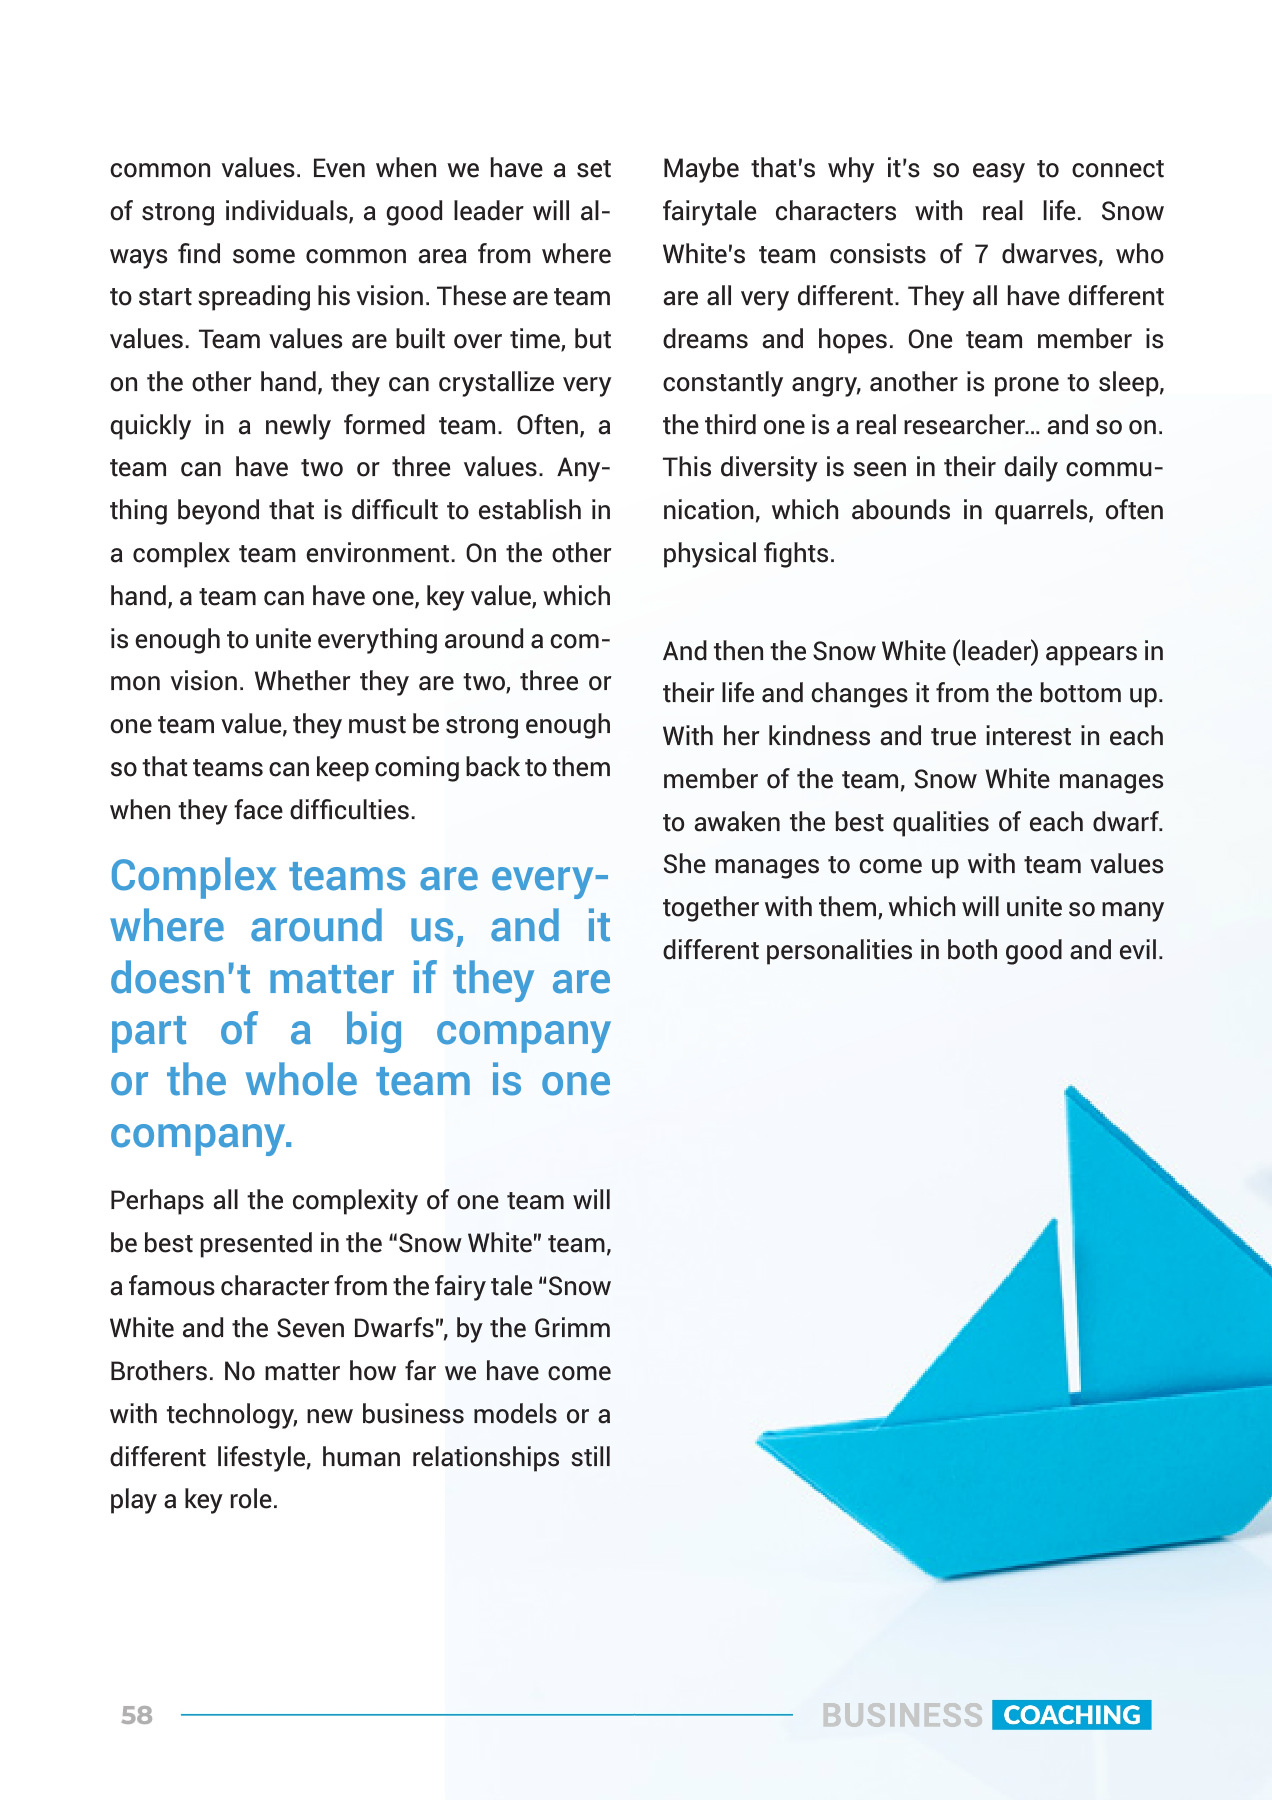 common values. Even when we have a set
of strong individuals, a good leader will al-
ways find some common area from where
to start spreading his vision. These are team
values. Team values are built over time, but
on the other hand, they can crystallize very
quickly in a newly formed team. Often, a
team can have two or three values. Any-
thing beyond that is difficult to establish in
a complex team environment. On the other
hand, a team can have one, key value, which
is enough to unite everything around a com-
mon vision. Whether they are two, three or
one team value, they must be strong enough
so that teams can keep coming back to them
when they face difficulties.
Complex teams are every-
where around us, and it
doesn't matter if they are
part of a big company
or the whole team is one
company.
Perhaps all the complexity of one team will
be best presented in the “Snow White” team,
a famous character from the fairy tale “Snow
White and the Seven Dwarfs”, by the Grimm
Brothers. No matter how far we have come
with technology, new business models or a
different lifestyle, human relationships still
play a key role.
Maybe that's why it's so easy to connect
fairytale characters with real life. Snow
White's team consists of 7 dwarves, who
are all very different. They all have different
dreams and hopes. One team member is
constantly angry, another is prone to sleep,
the third one is a real researcher... and so on.
This diversity is seen in their daily commu-
nication, which abounds in quarrels, often
physical fights.
And then the Snow White (leader) appears in
their life and changes it from the bottom up.
With her kindness and true interest in each
member of the team, Snow White manages
to awaken the best qualities of each dwarf.
She manages to come up with team values
together with them, which will unite so many
different personalities in both good and evil.
58
BUSINESS COACHING